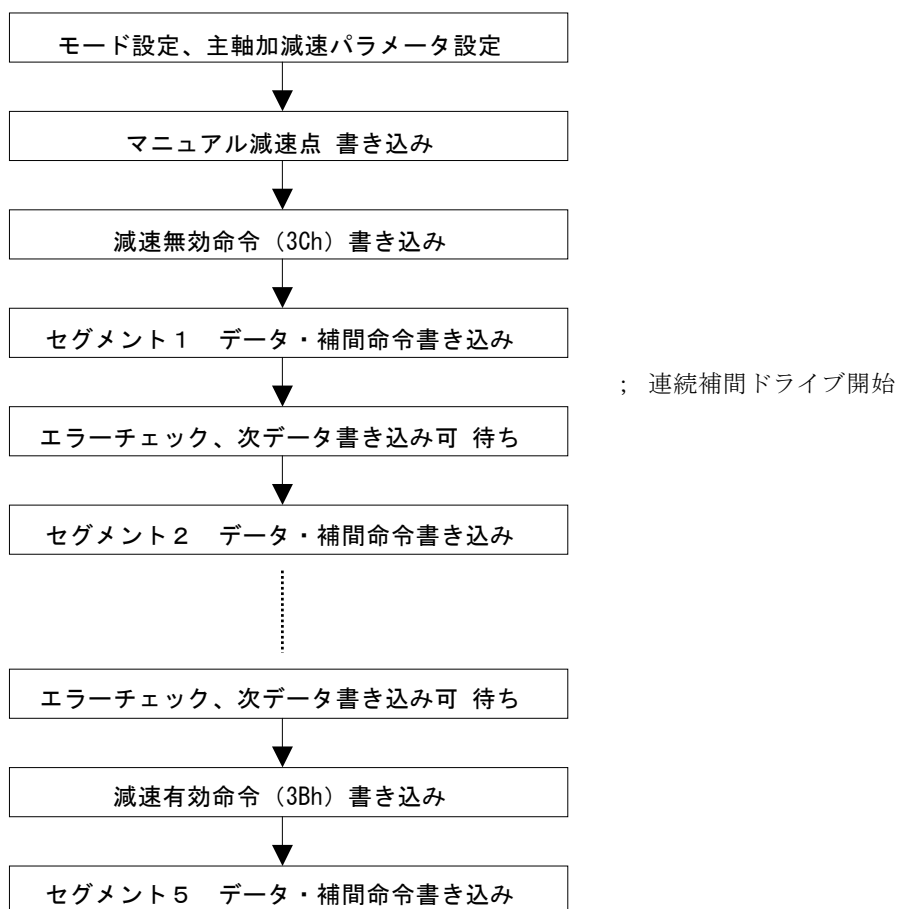 モード設定、主軸加減速パラメータ設定
マニュアル減速点 書き込み
減速無効命令（3Ch）書き込み
セグメント１　データ・補間命令書き込み
; 連続補間ドライブ開始
エラーチェック、次データ書き込み可 待ち
セグメント２　データ・補間命令書き込み
エラーチェック、次データ書き込み可 待ち
減速有効命令（3Bh）書き込み
セグメント５　データ・補間命令書き込み